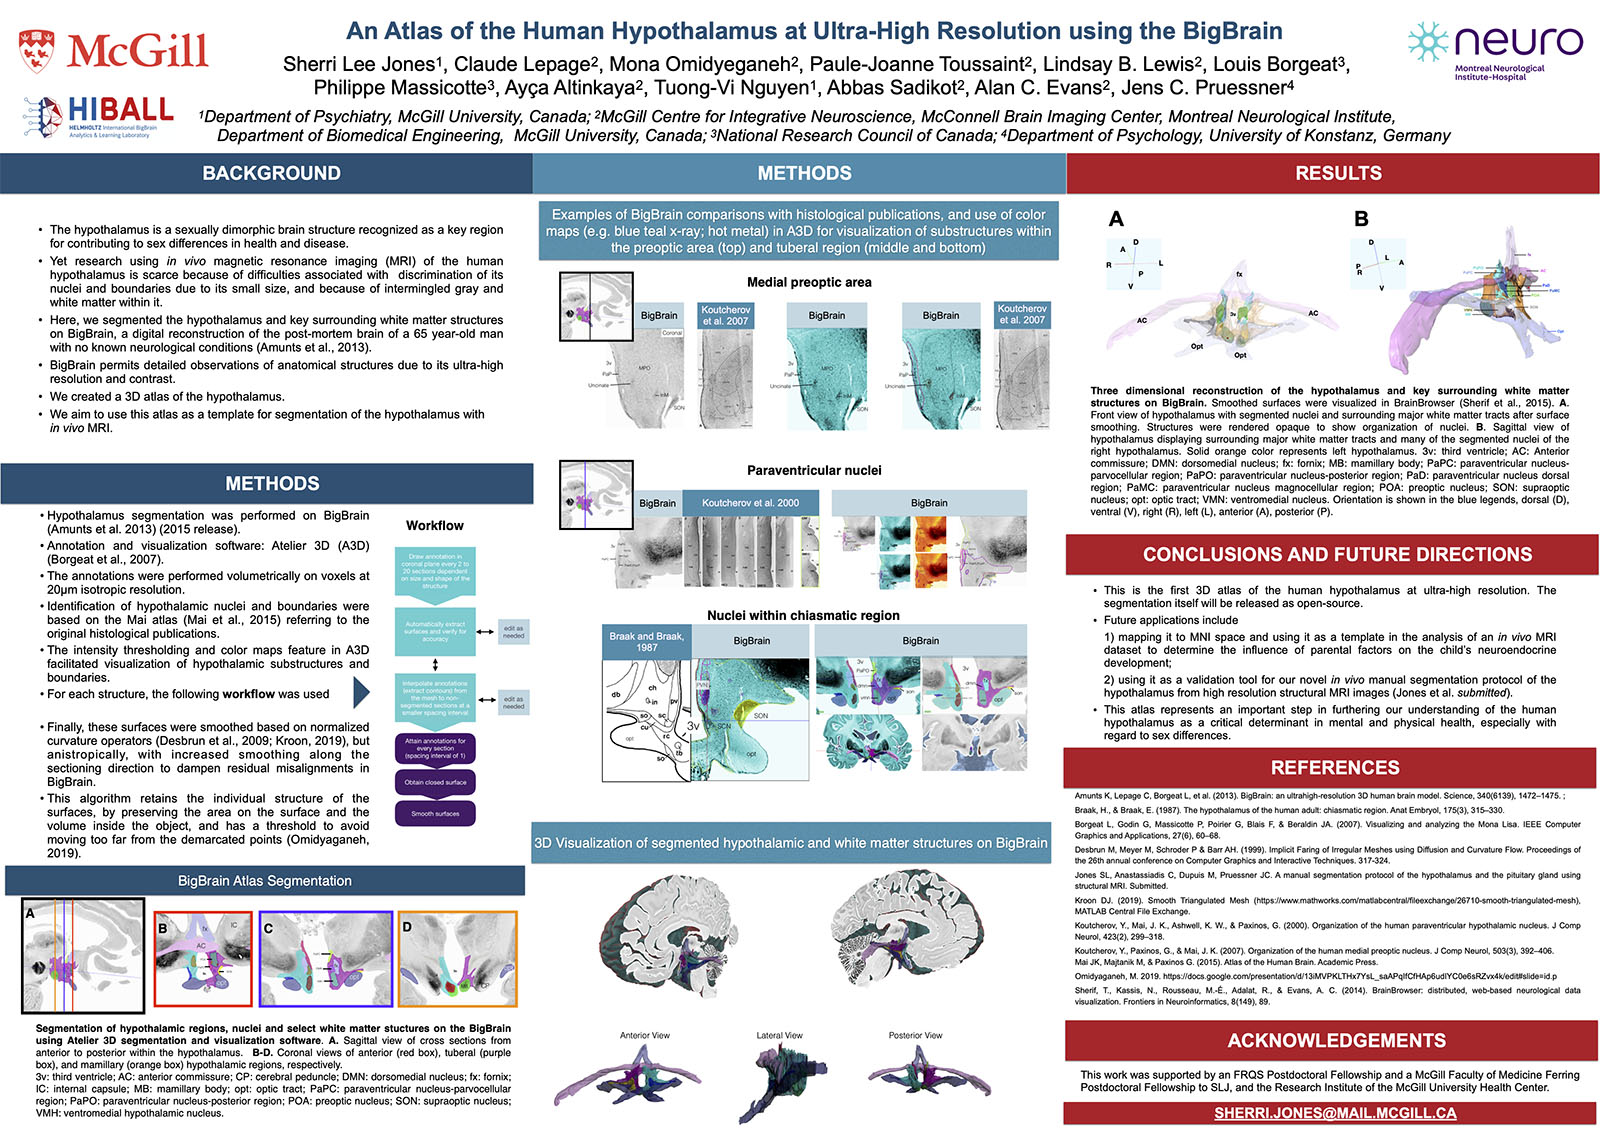 McGill
HIBALL
HELMHOLTZ International BigBrain
Analytics & Learning Laboratory
An Atlas of the Human Hypothalamus at Ultra-High Resolution using the BigBrain
Sherri Lee Jones1, Claude Lepage2, Mona Omidyeganeh2, Paule-Joanne Toussaint2, Lindsay B. Lewis2, Louis Borgeat3,
Philippe Massicotte3, Ayça Altinkaya2, Tuong-Vi Nguyen1, Abbas Sadikot2, Alan C. Evans2, Jens C. Pruessner4
1Department of Psychiatry, McGill University, Canada; 2McGill Centre for Integrative Neuroscience, McConnell Brain Imaging Center, Montreal Neurological Institute,
Department of Biomedical Engineering, McGill University, Canada; 3National Research Council of Canada; 4Department of Psychology, University of Konstanz, Germany
neuro
Montreal Neurological
Institute-Hospital
BACKGROUND
• The hypothalamus is a sexually dimorphic brain structure recognized as a key region
for contributing to sex differences in health and disease.
• Yet research using in vivo magnetic resonance imaging (MRI) of the human
hypothalamus is scarce because of difficulties associated with discrimination of its
nuclei and boundaries due to its small size, and because of intermingled gray and
white matter within it.
• Here, we segmented the hypothalamus and key surrounding white matter structures
on BigBrain, a digital reconstruction of the post-mortem brain of a 65 year-old man
with no known neurological conditions (Amunts et al., 2013).
• BigBrain permits detailed observations of anatomical structures due to its ultra-high
resolution and contrast.
• We created a 3D atlas of the hypothalamus.
• We aim to use this atlas as a template for segmentation of the hypothalamus with
in vivo MRI.
METHODS
• Hypothalamus segmentation was performed on BigBrain
(Amunts et al. 2013) (2015 release).
• Annotation and visualization software: Atelier 3D (A3D)
(Borgeat et al., 2007).
• The annotations were performed volumetrically on voxels at
20µm isotropic resolution.
• Identification of hypothalamic nuclei and boundaries were
based on the Mai atlas (Mai et al., 2015) referring to the
original histological publications.
• The intensity thresholding and color maps feature in A3D
facilitated visualization of hypothalamic substructures and
boundaries.
• For each structure, the following workflow was used
• Finally, these surfaces were smoothed based on normalized
curvature operators (Desbrun et al., 2009; Kroon, 2019), but
anistropically, with increased smoothing along the
sectioning direction to dampen residual misalignments in
BigBrain.
• This algorithm retains the individual structure of the
surfaces, by preserving the area on the surface and the
volume inside the object, and has a threshold to avoid
moving too far from the demarcated points (Omidyaganeh,
2019).
Workflow
Draw annotation in
coronal plane every 2 to
20 sections dependent
on size and shape of the
structure
Automatically extract
surfaces and verify for
accuracy
edit as
needed
Interpolate annotations
(extract contours) from
the mesh to non-
segmented sections at a
smaller spacing interval.
edit as
needed
Attain annotations for
every section
(spacing interval of 1)
Obtain closed surface
Smooth surfaces
BigBrain Atlas Segmentation
A
B
fx
IC
AC
opt
C
opt
D
CP
Segmentation of hypothalamic regions, nuclei and select white matter stuctures on the BigBrain
using Atelier 3D segmentation and visualization software. A. Sagittal view of cross sections from
anterior to posterior within the hypothalamus. B-D. Coronal views of anterior (red box), tuberal (purple
box), and mamillary (orange box) hypothalamic regions, respectively.
3v: third ventricle; AC: anterior commissure; CP: cerebral peduncle; DMN: dorsomedial nucleus; fx: fornix;
IC: internal capsule; MB: mamillary body; opt: optic tract; PaPC: paraventricular nucleus-parvocellular
region; PaPO: paraventricular nucleus-posterior region; POA: preoptic nucleus; SON: supraoptic nucleus;
VMH: ventromedial hypothalamic nucleus.
METHODS
Examples of BigBrain comparisons with histological publications, and use of color
maps (e.g. blue teal x-ray; hot metal) in A3D for visualization of substructures within
the preoptic area (top) and tuberal region (middle and bottom)
Medial preoptic area
BigBrain
Koutcherov
et al. 2007
BigBrain
BigBrain
Koutcherov
et al. 2007
Coronal
3v
PaP
Uncinate
MPO
InM
SON
3v
PaP
Uncinate
MPO
InM
SON
3v
PaP
Uncinate
MPO
InM
SON
Paraventricular nuclei
BigBrain
Koutcherov et al. 2000
BigBrain
Nuclei within chiasmatic region
Braak and Braak,
1987
BigBrain
BigBrain
db
ch
in
pv
so
sc
cu
rc
opt
tb
so
3v
PVN
SCN
SON
opt
3v
PaPO
dmn
vmh
son
3v
dmn
opt
son
3D Visualization of segmented hypothalamic and white matter structures on BigBrain
Anterior View
Lateral View
Posterior View
RESULTS
A
D
A
R
L
P
V
fx
AC
AC
3v
Opt
Opt
B
D
L
P
A
R
V
Three dimensional reconstruction of the hypothalamus and key surrounding white matter
structures on BigBrain. Smoothed surfaces were visualized in BrainBrowser (Sherif et al., 2015). A.
Front view of hypothalamus with segmented nuclei and surrounding major white matter tracts after surface
smoothing. Structures were rendered opaque to show organization of nuclei. B. Sagittal view of
hypothalamus displaying surrounding major white matter tracts and many of the segmented nuclei of the
right hypothalamus. Solid orange color represents left hypothalamus. 3v: third ventricle; AC: Anterior
commissure; DMN: dorsomedial nucleus; fx: fornix; MB: mamillary body; PaPC: paraventricular nucleus-
parvocellular region; PaPO: paraventricular nucleus-posterior region; PaD: paraventricular nucleus dorsal
region; PaMC: paraventricular nucleus magnocellular region; POA: preoptic nucleus; SON: supraoptic
nucleus; opt: optic tract; VMN: ventromedial nucleus. Orientation is shown in the blue legends, dorsal (D),
ventral (V), right (R), left (L), anterior (A), posterior (P).
CONCLUSIONS AND FUTURE DIRECTIONS
• This is the first 3D atlas of the human hypothalamus at ultra-high resolution. The
segmentation itself will be released as open-source.
• Future applications include
1) mapping it to MNI space and using it as a template in the analysis of an in vivo MRI
dataset to determine the influence of parental factors on the child's neuroendocrine
development;
2) using it as a validation tool for our novel in vivo manual segmentation protocol of the
hypothalamus from high resolution structural MRI images (Jones et al. submitted).
• This atlas represents an important step in furthering our understanding of the human
hypothalamus as a critical determinant in mental and physical health, especially with
regard to sex differences.
REFERENCES
Amunts K, Lepage C, Borgeat L, et al. (2013). BigBrain: an ultrahigh-resolution 3D human brain model. Science, 340(6139), 1472–1475. ;
Braak, H., & Braak, E. (1987). The hypothalamus of the human adult: chiasmatic region. Anat Embryol, 175(3), 315–330.
Borgeat L, Godin G, Massicotte P, Poirier G, Blais F, & Beraldin JA. (2007). Visualizing and analyzing the Mona Lisa. IEEE Computer
Graphics and Applications, 27(6), 60–68.
Desbrun M, Meyer M, Schroder P & Barr AH. (1999). Implicit Faring of Irregular Meshes using Diffusion and Curvature Flow. Proceedings of
the 26th annual conference on Computer Graphics and Interactive Techniques. 317-324.
Jones SL, Anastassiadis C, Dupuis M, Pruessner JC. A manual segmentation protocol of the hypothalamus and the pituitary gland using
structural MRI. Submitted.
Kroon DJ. (2019). Smooth Triangulated Mesh (https://www.mathworks.com/matlabcentral/fileexchange/26710-smooth-triangulated-mesh),
MATLAB Central File Exchange.
Koutcherov, Y., Mai, J. K., Ashwell, K. W., & Paxinos, G. (2000). Organization of the human paraventricular hypothalamic nucleus. J Comp
Neurol, 423(2), 299–318.
Koutcherov, Y., Paxinos, G., & Mai, J. K. (2007). Organization of the human medial preoptic nucleus. J Comp Neurol, 503(3), 392–406.
Mai JK, Majtanik M, & Paxinos G. (2015). Atlas of the Human Brain. Academic Press.
Omidyaganeh, M. 2019. https://docs.google.com/presentation/d/13iMVPKLTHx7YsL_saAPqIfCfHAp6udIYC0e6sRZvx4k/edit#slide=id.p
Sherif, T., Kassis, N., Rousseau, M.-É., Adalat, R., & Evans, A. C. (2014). BrainBrowser: distributed, web-based neurological data
visualization. Frontiers in Neuroinformatics, 8(149), 89.
ACKNOWLEDGEMENTS
This work was supported by an FRQS Postdoctoral Fellowship and a McGill Faculty of Medicine Ferring
Postdoctoral Fellowship to SLJ, and the Research Institute of the McGill University Health Center.
SHERRI.JONES@MAIL.MCGILL.CA